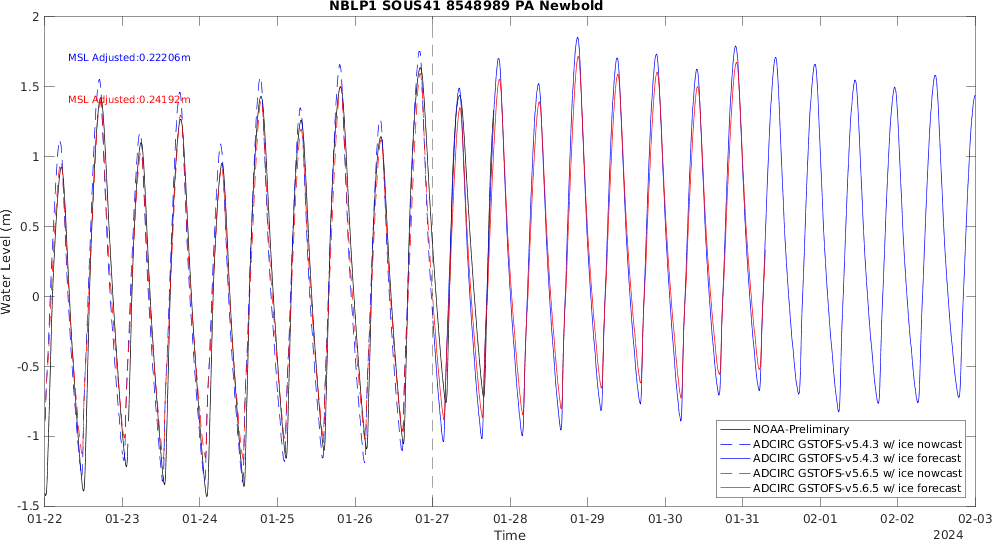 NBLP1 SOUS41 8548989 PA Newbold
2
1.5
1
0.5
0
-0.5
-1
-1.5
Water Level (m)
MSL Adjusted:0.22206m
MSL Adjusted:0.24192m
NOAA-Preliminary
ADCIRC GSTOFS-v5.4.3 w/ ice nowcast
ADCIRC GSTOFS-v5.4.3 w/ ice forecast
ADCIRC GSTOFS-v5.6.5 w/ ice nowcast
ADCIRC GSTOFS-v5.6.5 w/ ice forecast
01-22 01-23 01-24 01-25 01-26 01-27 01-28 01-29 01-30 01-31 02-01 02-02 02-03
Time
2024